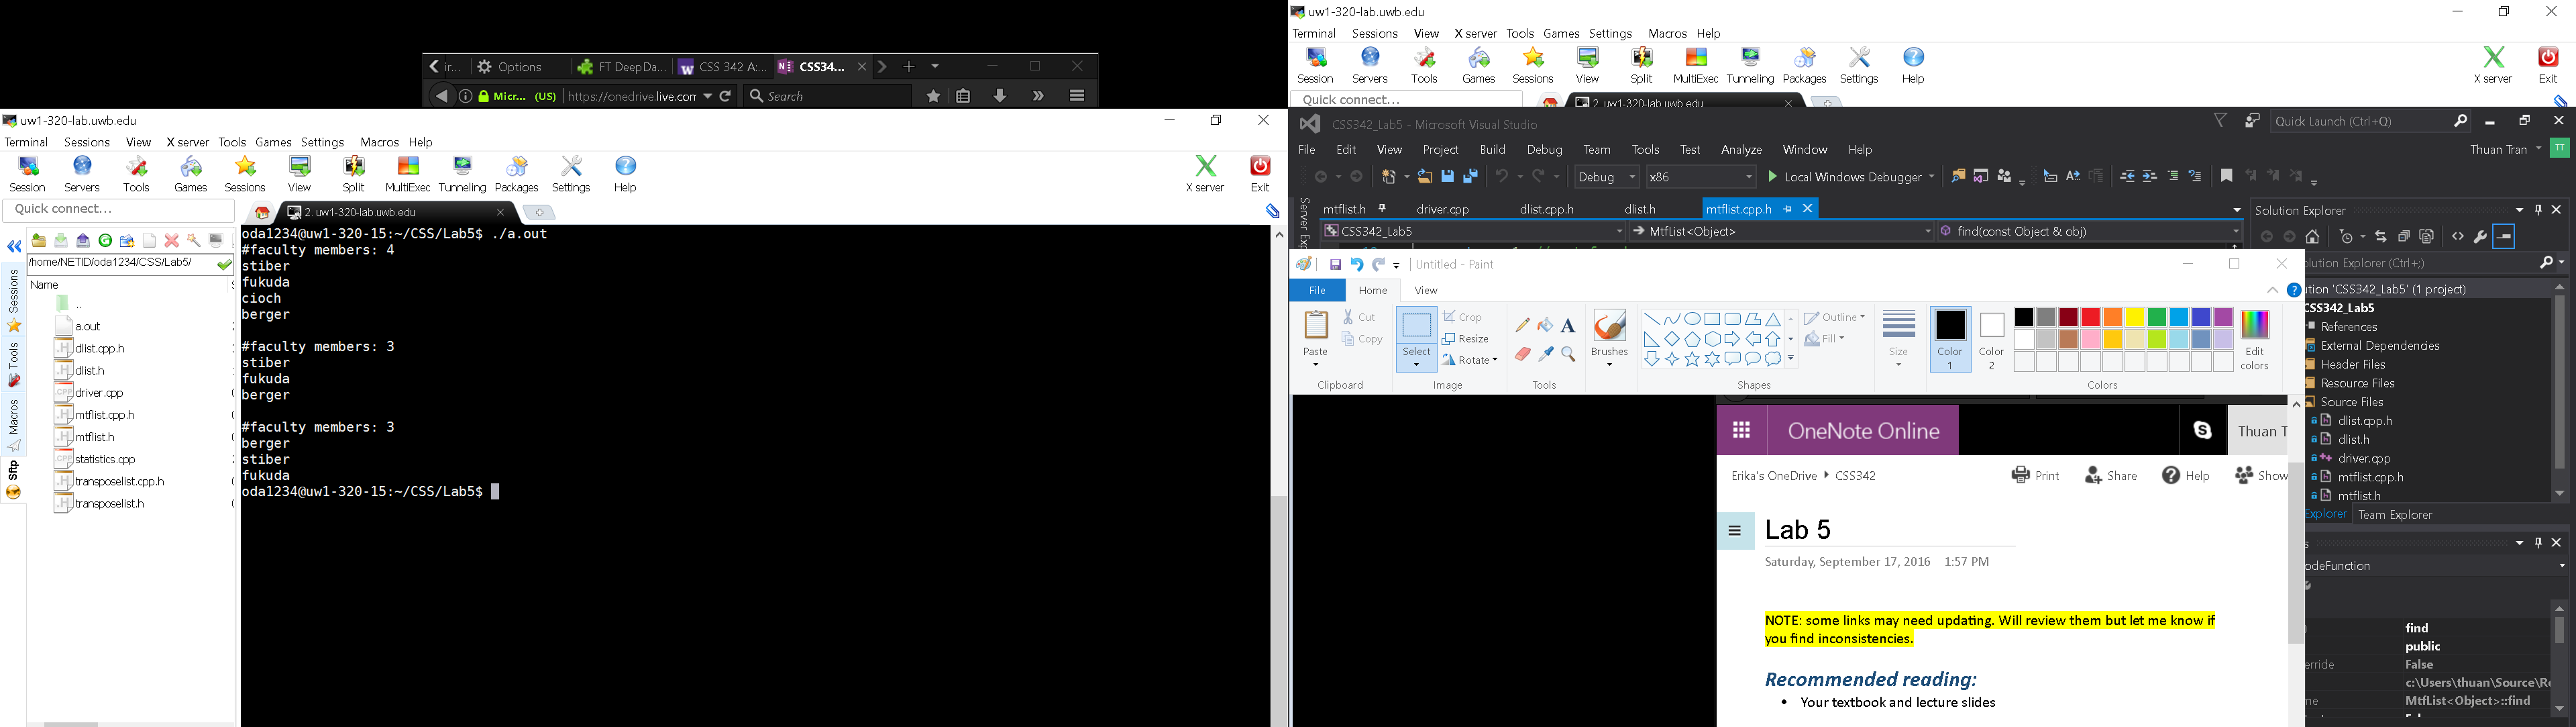 ir...
Options
FT DeepDa...
CSS 342 A:...
CSS34...
Micr... (US)
https://onedrive.live.com
Search
uw1-320-lab.uwb.edu
Terminal Sessions View X server Tools Games Settings Macros Help
Session Servers Tools Games Sessions View Split MultiExec Tunneling Packages Settings Help
X server Exit
Quick connect...
2. uw1-320-lab.uwb.edu
/home/NETID/oda1234/CSS/Lab5/
Name
..
a.out
dlist.cpp.h
dlist.h
driver.cpp
mtflist.cpp.h
mtflist.h
statistics.cpp
transposelist.cpp.h
transposelist.h
Sessions
Tools
Macros
Sftp
oda1234@uw1-320-15:~/CSS/Lab5$ ./a.out
#faculty members: 4
stiber
fukuda
cioch
berger
#faculty members: 3
stiber
fukuda
berger
#faculty members: 3
berger
stiber
fukuda
oda1234@uw1-320-15:~/CSS/Lab5$
uw1-320-lab.uwb.edu
Terminal Sessions View X server Tools Games Settings Macros Help
Session Servers Tools Games Sessions View Split MultiExec Tunneling Packages Settings Help
X server Exit
Quick connect...
2. uw1-320-lab.uwb.edu
CSS342_Lab5 - Microsoft Visual Studio
Quick Launch (Ctrl+Q)
File Edit View Project Build Debug Team Tools Test Analyze Window Help
Thuan Tran
TT
Debug
x86
Local Windows Debugger
Server Ex
mtflist.h driver.cpp dlist.cpp.h dlist.h mtflist.cpp.h
CSS342_Lab5
MtfList<Object>
find(const Object & obj)
Solution Explorer
olution Explorer (Ctrl+;)
ution 'CSS342_Lab5' (1 project)
CSS342_Lab5
References
External Dependencies
Header Files
Resource Files
Source Files
dlist.cpp.h
dlist.h
driver.cpp
mtflist.cpp.h
mtflist.h
Explorer
Team Explorer
odeFunction
find
public
erride False
c:\Users\thuan\Source\Re
me MtfList<Object>::find
Untitled - Paint
File Home View
Paste
Cut
Copy
Clipboard
Select
Crop
Resize
Rotate
Image
Tools
Brushes
Outline
Fill
Shapes
Size
Color 1
Color 2
Edit colors
Colors
OneNote Online
Thuan T
Erika's OneDrive CSS342
Print Share Help Show
Lab 5
Saturday, September 17, 2016 1:57 PM
NOTE: some links may need updating. Will review them but let me know if
you find inconsistencies.
Recommended reading:
• Your textbook and lecture slides